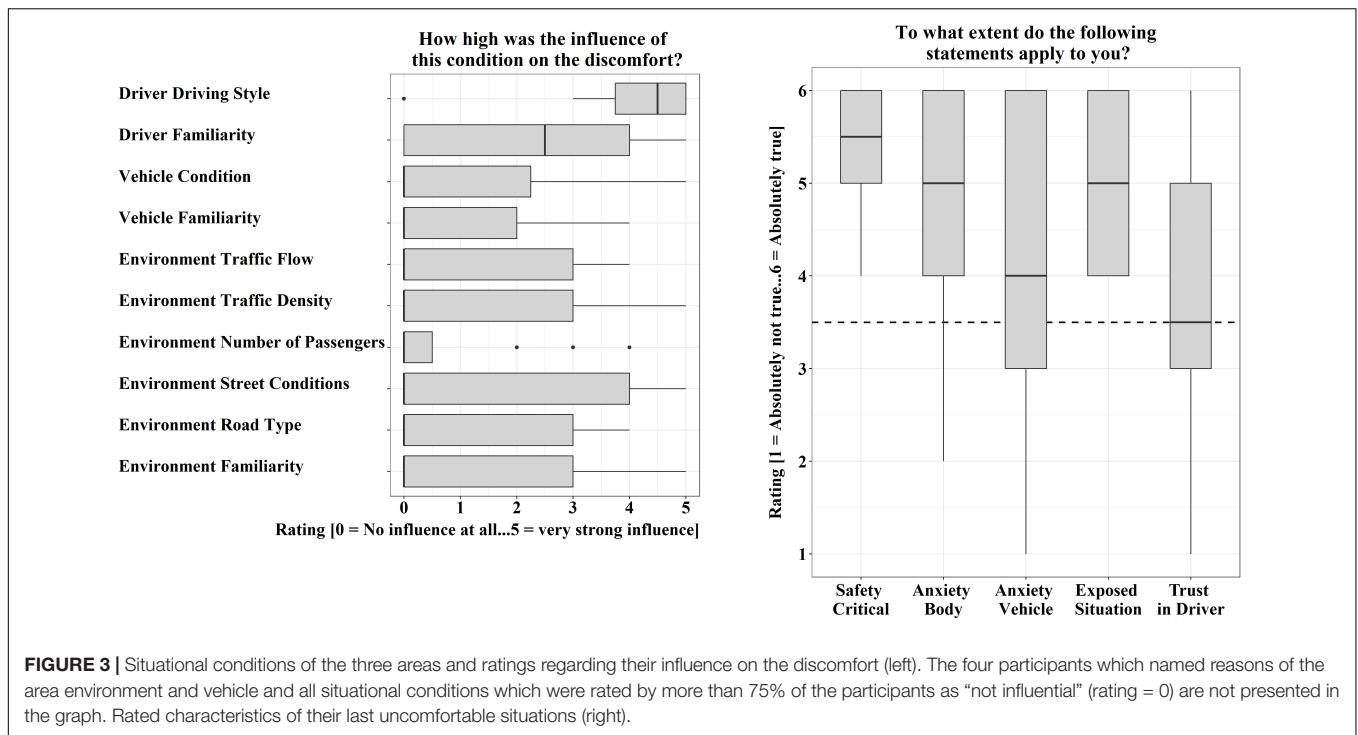 How high was the influence of
this condition on the discomfort?
Driver Driving Style
Driver Familiarity
Vehicle Condition
Vehicle Familiarity
Environment Traffic Flow
Environment Traffic Density
Environment Number of Passengers
Environment Street Conditions
Environment Road Type
Environment Familiarity
0 1 2 3 4 5
Rating [0 = No influence at all...5 = very strong influence]
To what extent do the following
statements apply to you?
Rating [1 = Absolutely not true...6 = Absolutely true]
6
5
4
3
2
1
Safety Anxiety Anxiety Exposed Trust
Critical Body Vehicle Situation in Driver
FIGURE 3 | Situational conditions of the three areas and ratings regarding their influence on the discomfort (left). The four participants which named reasons of the
area environment and vehicle and all situational conditions which were rated by more than 75% of the participants as “not influential” (rating = 0) are not presented in
the graph. Rated characteristics of their last uncomfortable situations (right).